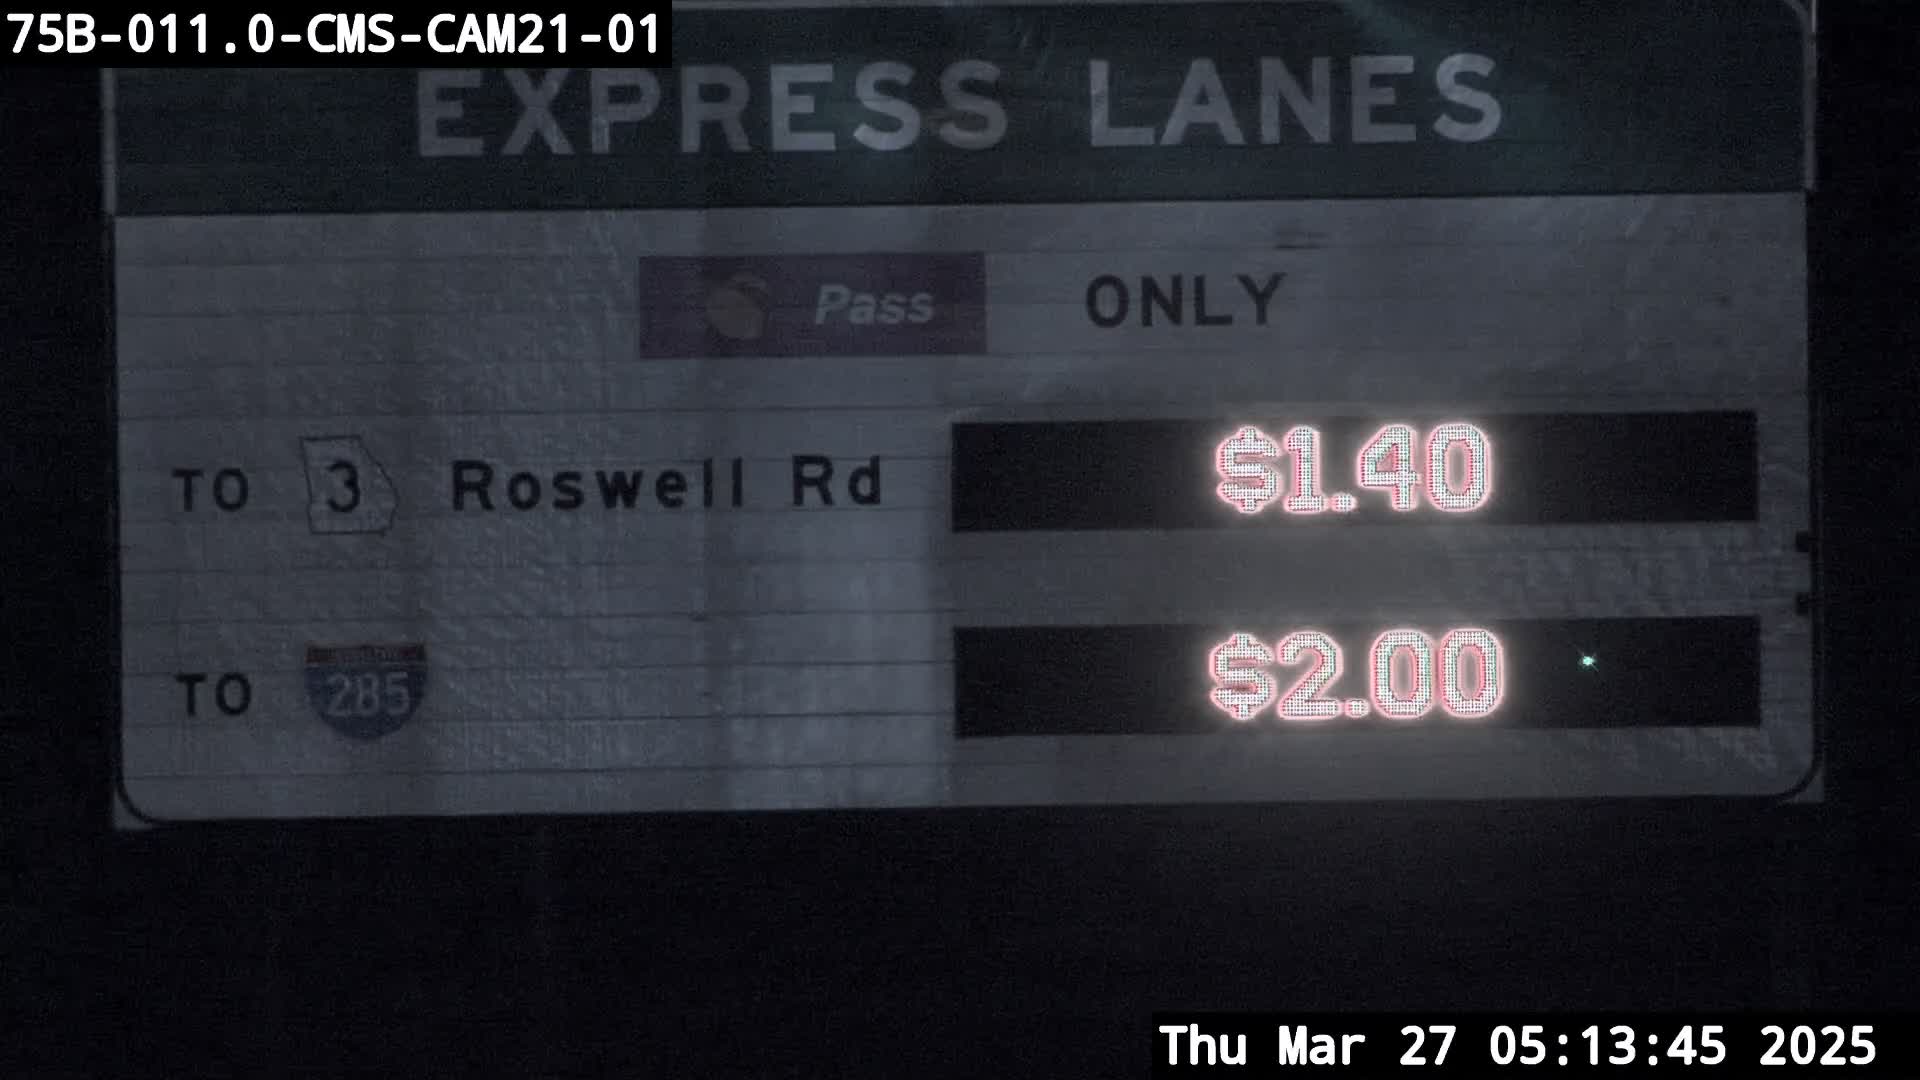 75B-011.0-CMS-CAM21-01
EXPRESS LANES
Pass ONLY
TO 3 Roswell Rd $1.40
TO 285 $2.00
Thu Mar 27 05:13:45 2025